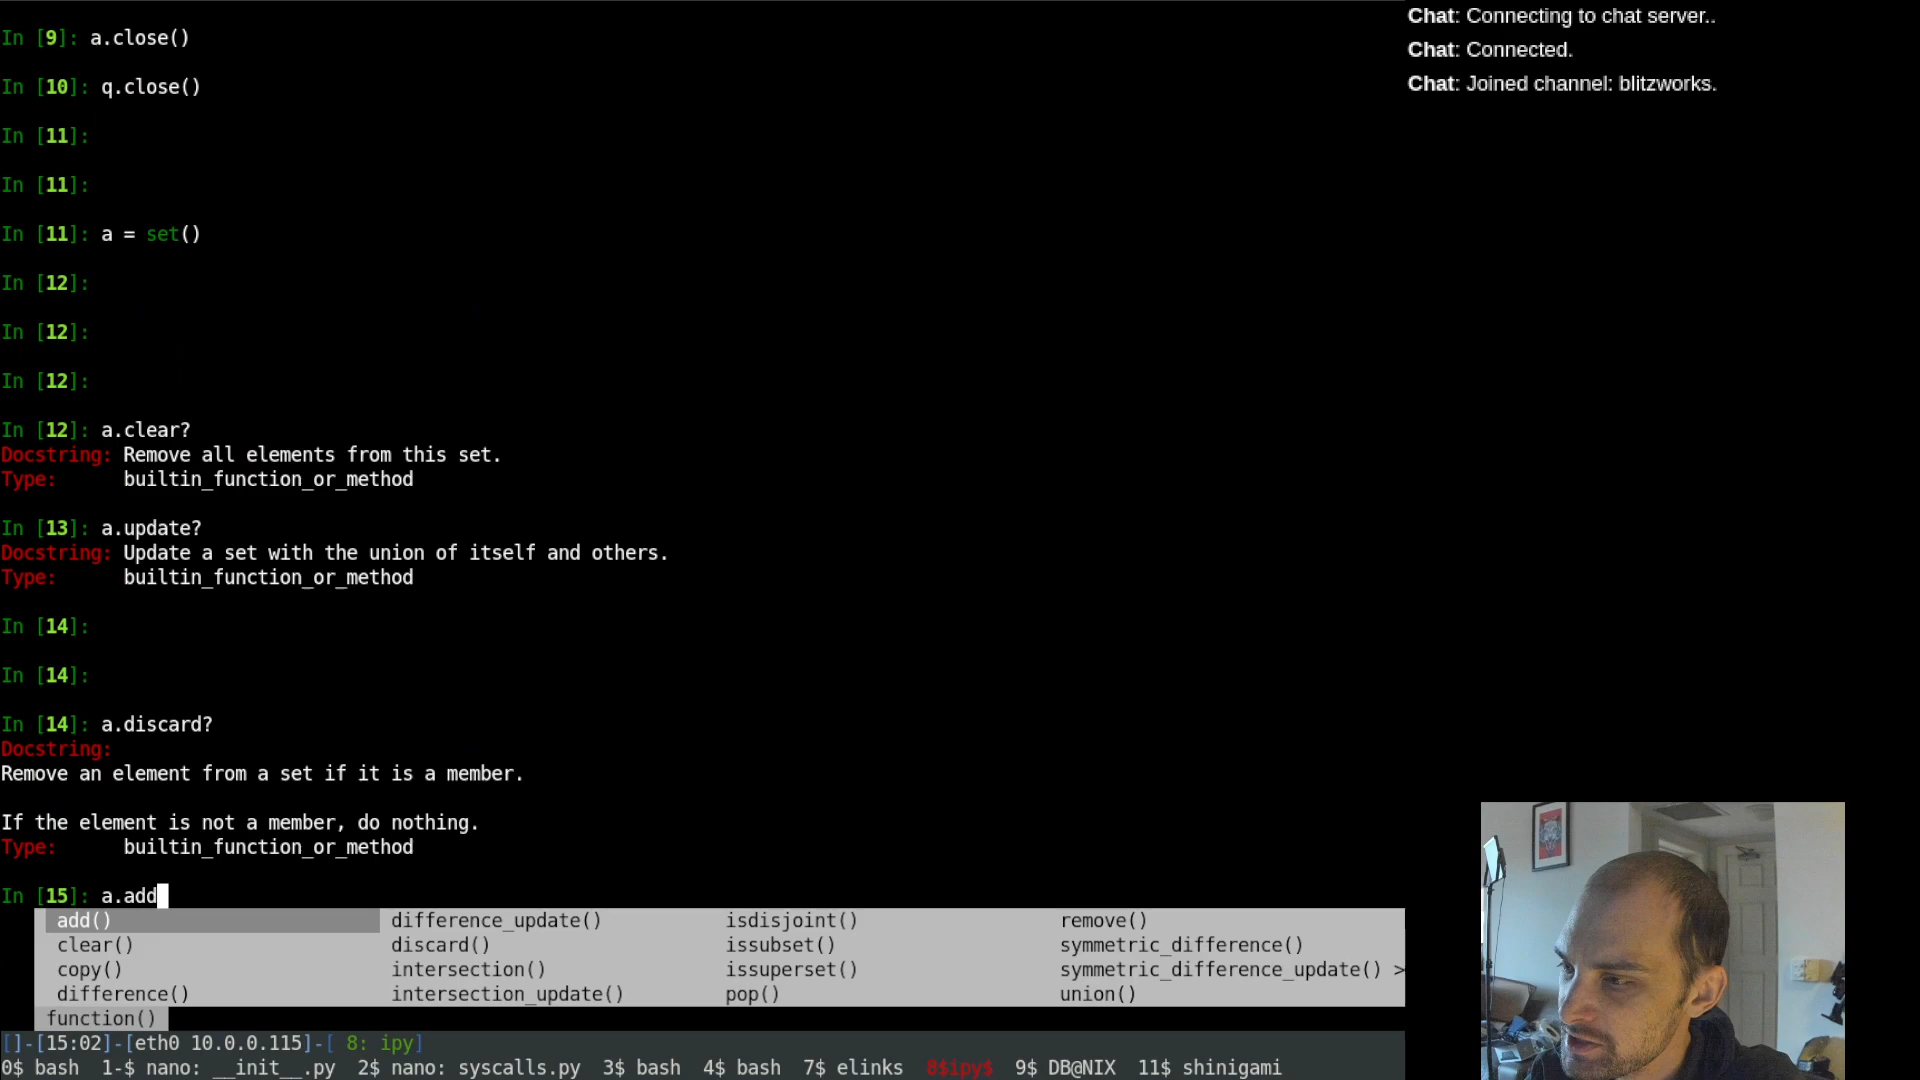 In [9]: a.close()
In [10]: q.close()
In [11]:
In [11]:
In [11]: a = set()
In [12]:
In [12]:
In [12]:
In [12]: a.clear?
Docstring: Remove all elements from this set.
Type:      builtin_function_or_method
In [13]: a.update?
Docstring: Update a set with the union of itself and others.
Type:      builtin_function_or_method
In [14]:
In [14]:
In [14]: a.discard?
Docstring:
Remove an element from a set if it is a member.
If the element is not a member, do nothing.
Type:      builtin_function_or_method
In [15]: a.add
add() difference_update() isdisjoint() remove()
clear() discard() issubset() symmetric_difference()
copy() intersection() issuperset() symmetric_difference_update() >
difference() intersection_update() pop() union()
function()
[]-[15:02]-[eth0 10.0.0.115]-[ 8: ipy]
0$ bash  1-$ nano: __init__.py  2$ nano: syscalls.py  3$ bash  4$ bash  7$ elinks  8$ipy$  9$ DB@NIX  11$ shinigami
Chat: Connecting to chat server..
Chat: Connected.
Chat: Joined channel: blitzworks.